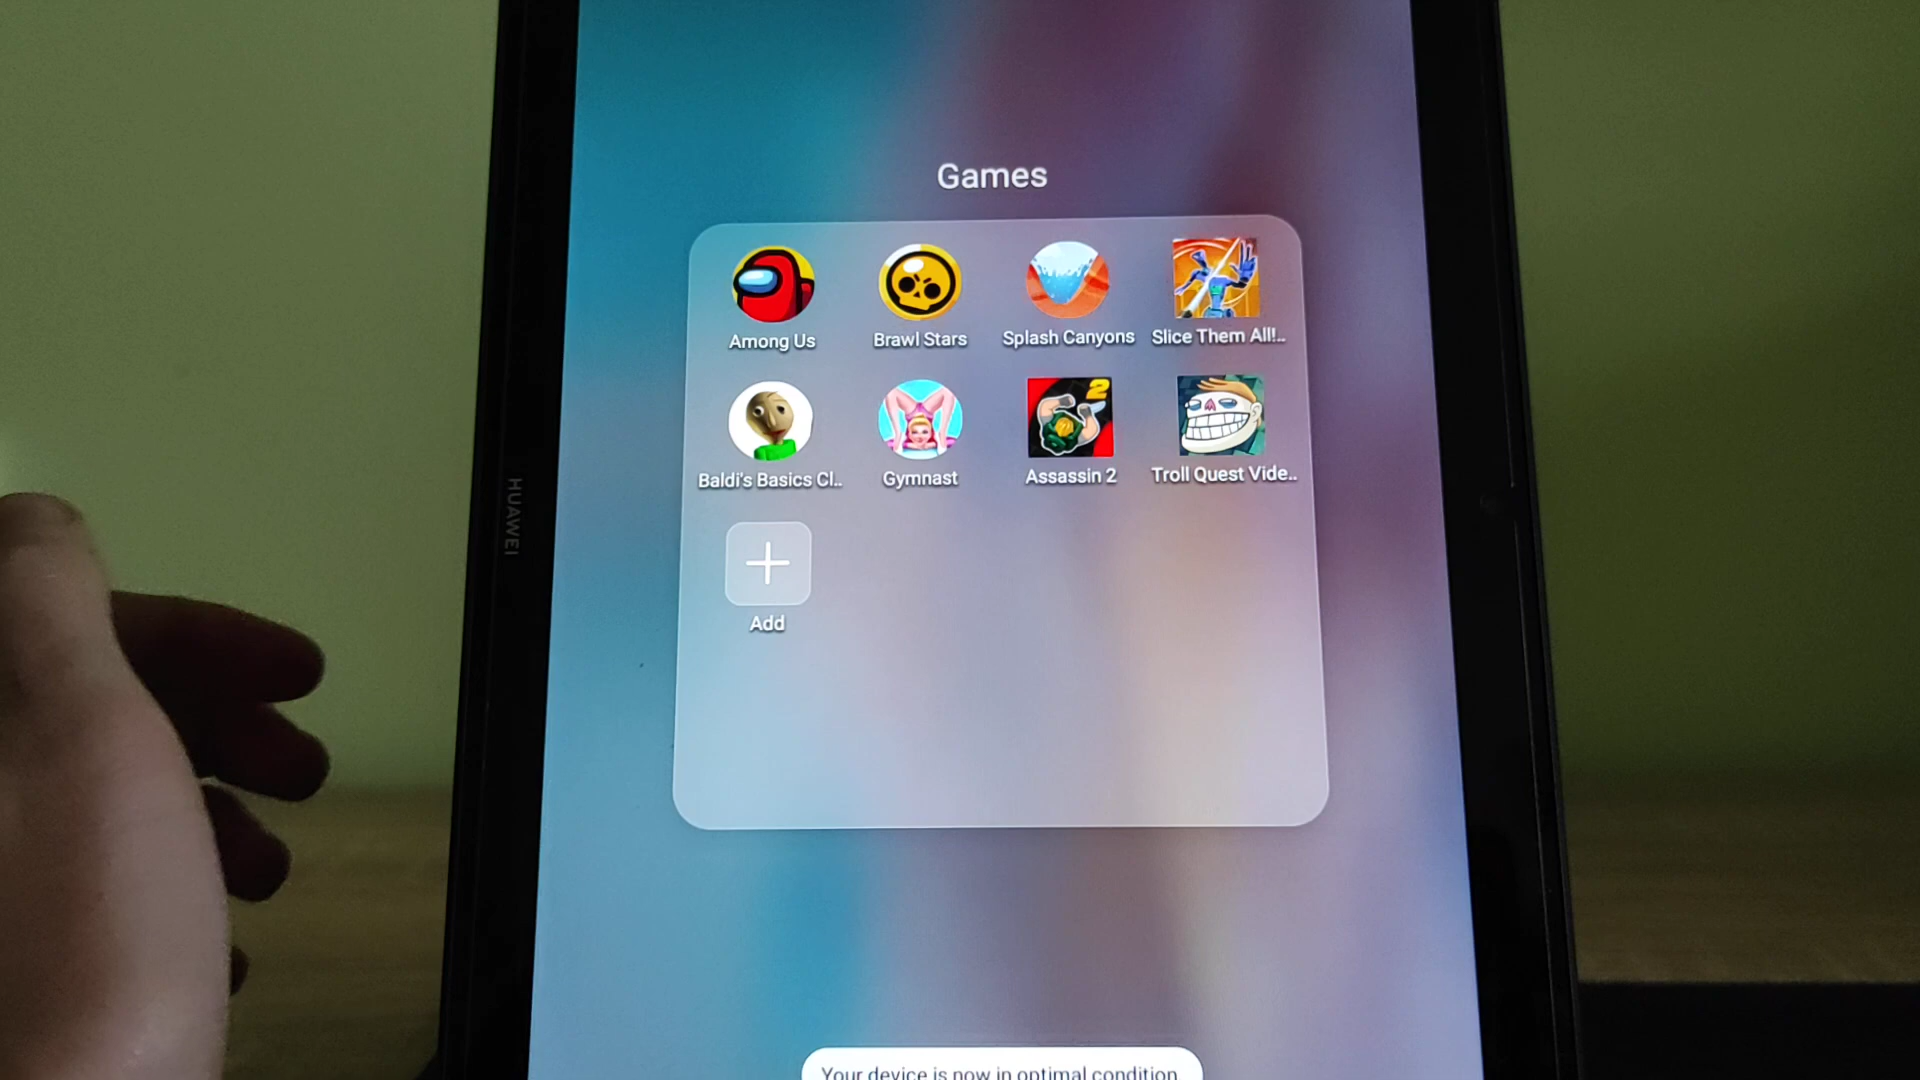 Games
Among Us
Brawl Stars
Splash Canyons
Slice Them All!..
2
Baldi's Basics Cl..
Gymnast
Assassin 2
Troll Quest Vide..
Add
HUAWEI
Your device is now in optimal condition